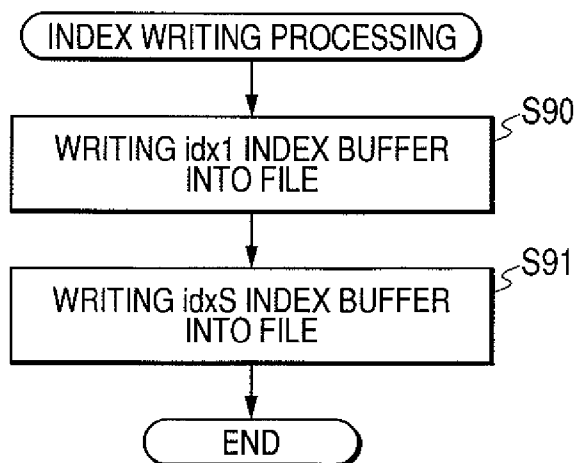 INDEX WRITING PROCESSING
S90
WRITING idx1 INDEX BUFFER
INTO FILE
S91
WRITING idxS INDEX BUFFER
INTO FILE
END